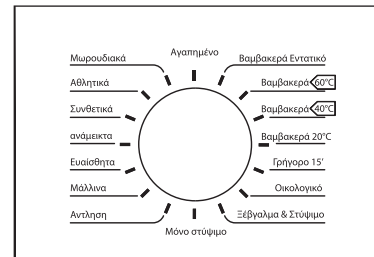 Αγαπημένο
Βαμβακερά Εντατικό
Βαμβακερά 60°C
Βαμβακερά 40°C
Βαμβακερά 20°C
Γρήγορο 15'
Οικολογικό
Ξέβγαλμα & Στύψιμο
Μόνο στύψιμο
Αντληση
Μάλλινα
Ευαίσθητα
ανάμεικτα
Συνθετικά
Αθλητικά
Μωρουδιακά